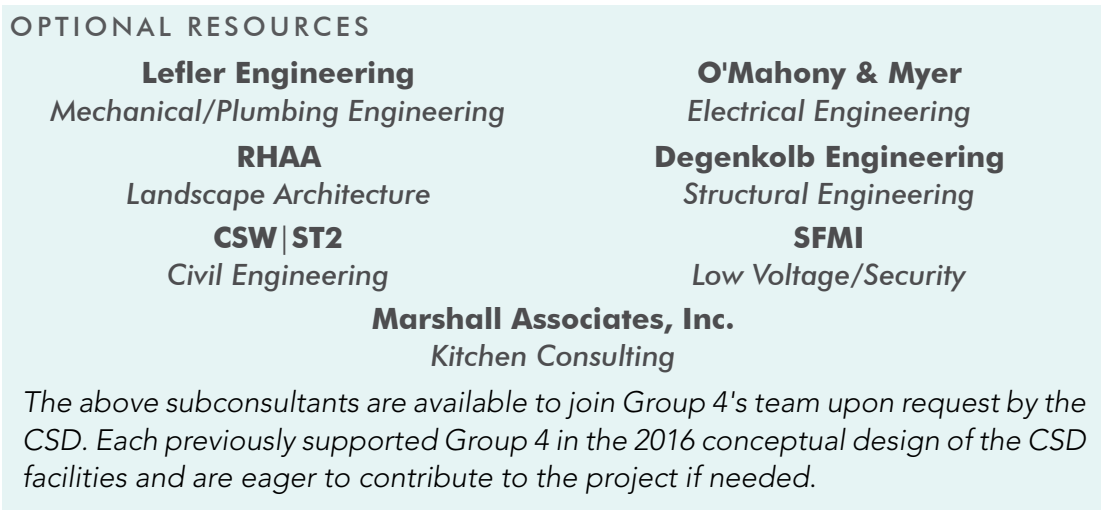 OPTIONAL RESOURCES
Lefler Engineering
Mechanical/Plumbing Engineering
O'Mahony & Myer
Electrical Engineering
RHAA
Landscape Architecture
Degenkolb Engineering
Structural Engineering
CSW|ST2
Civil Engineering
SFMI
Low Voltage/Security
Marshall Associates, Inc.
Kitchen Consulting
The above subconsultants are available to join Group 4's team upon request by the
CSD. Each previously supported Group 4 in the 2016 conceptual design of the CSD
facilities and are eager to contribute to the project if needed.